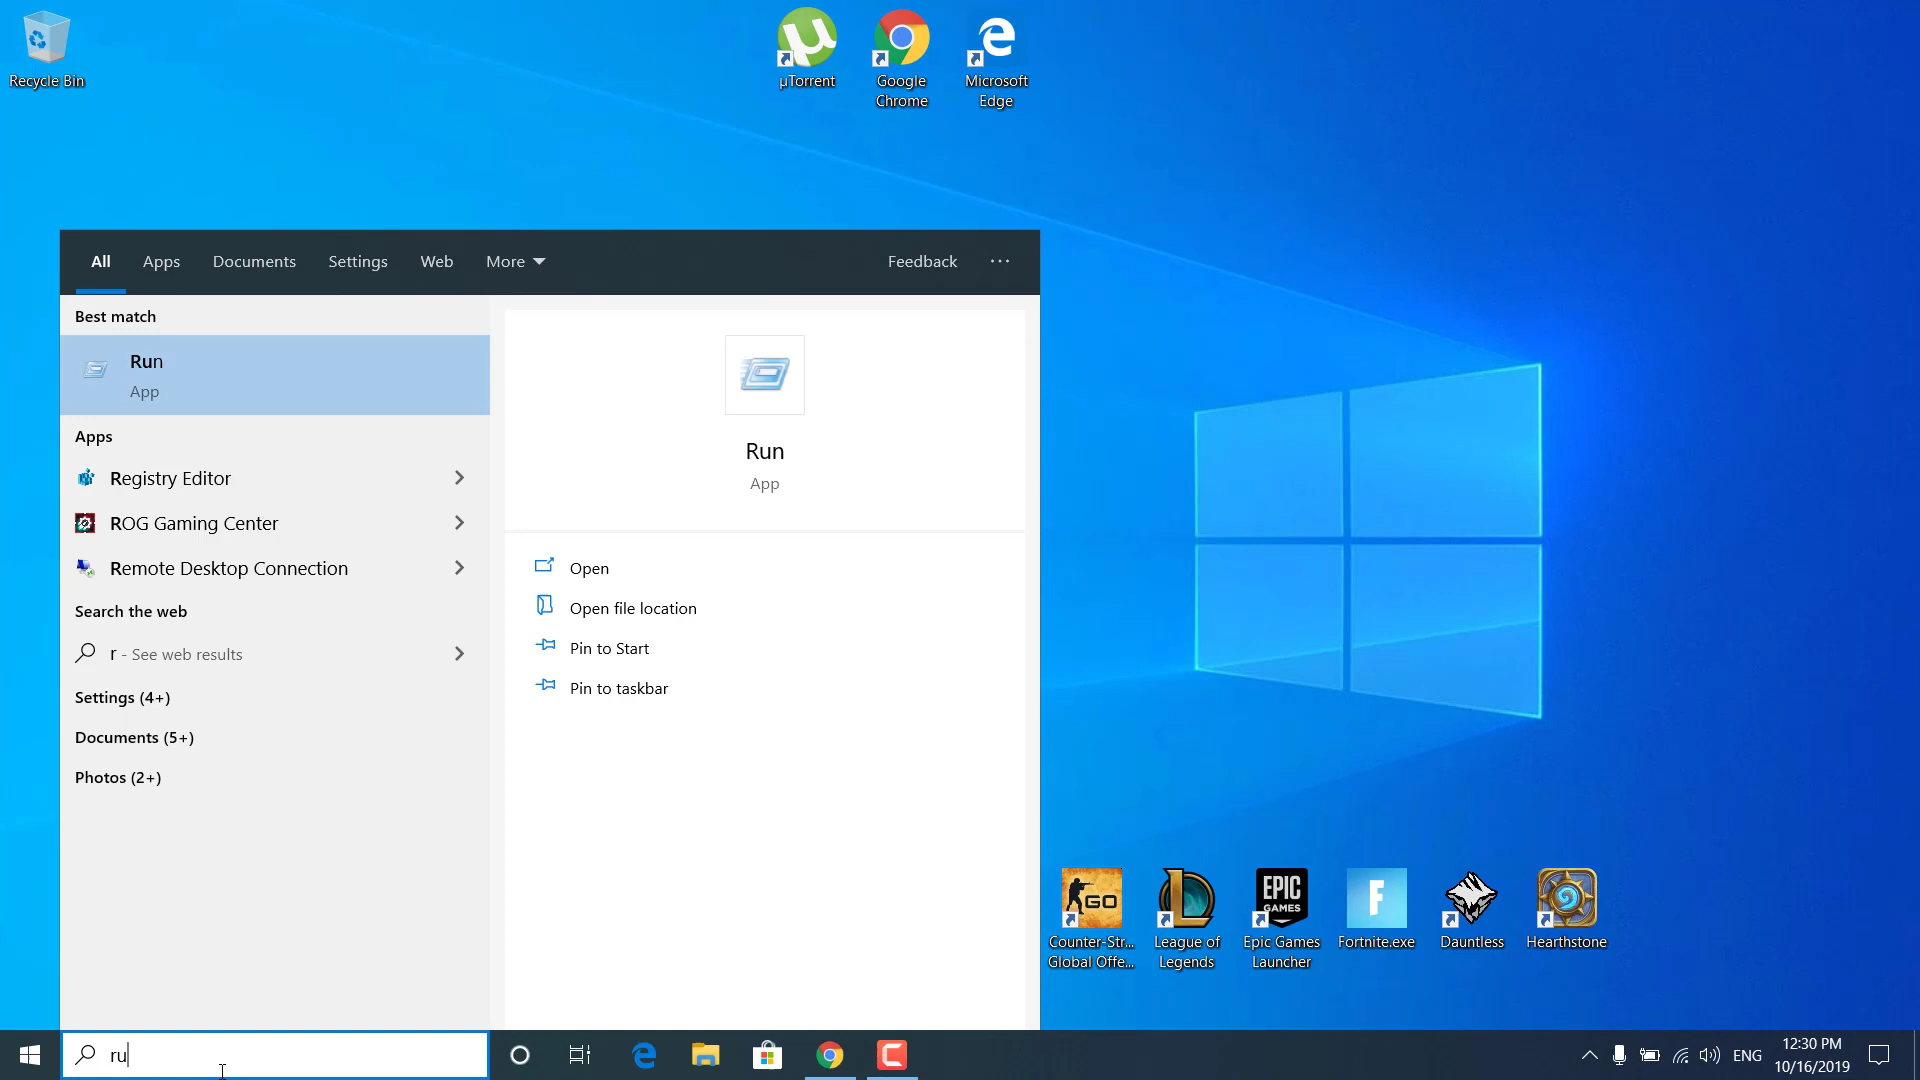 Recycle Bin
µTorrent
Google
Chrome
Microsoft
Edge
All
Apps
Documents
Settings
Web
More
Feedback
Best match
Run
App
Apps
Registry Editor
ROG Gaming Center
Remote Desktop Connection
Search the web
r - See web results
Settings (4+)
Documents (5+)
Photos (2+)
Run
App
Open
Open file location
Pin to Start
Pin to taskbar
GO
EPIC
GAMES
F
Counter-Str...
Global Offe...
League of
Legends
Epic Games
Launcher
Fortnite.exe
Dauntless
Hearthstone
ru
ENG
12:30 PM
10/16/2019